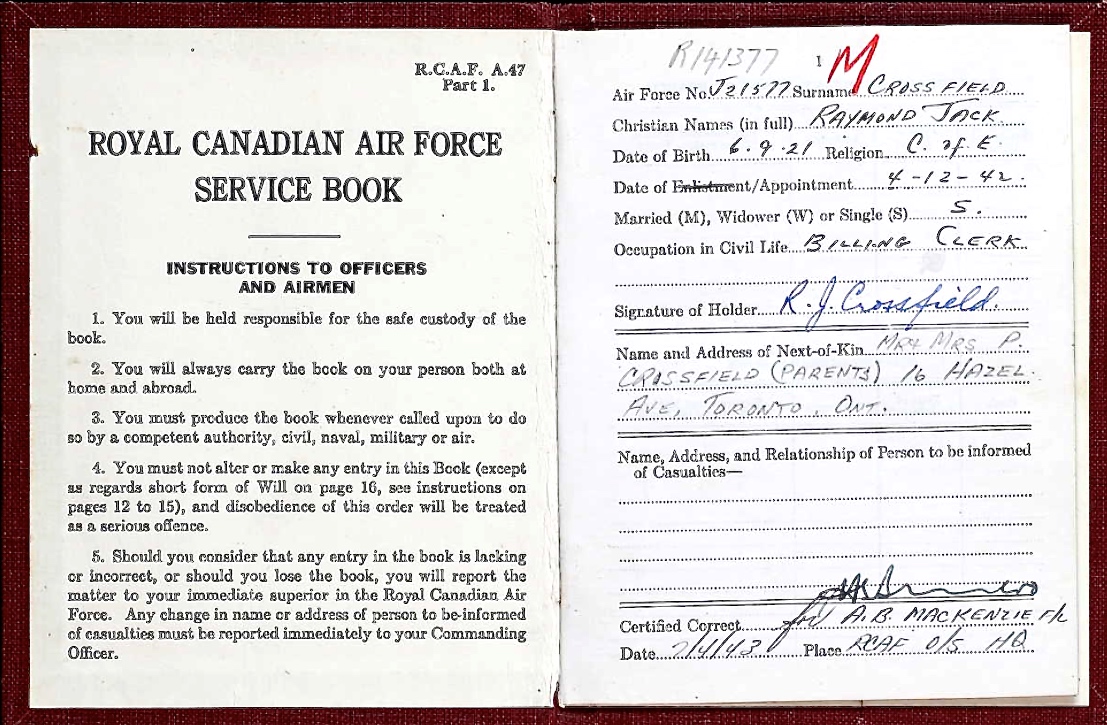 R.C.A.F. A.47
Part 1.
ROYAL CANADIAN AIR FORCE
SERVICE BOOK
INSTRUCTIONS TO OFFICERS
AND AIRMEN
1. You will be held responsible for the safe custody of the
book.
2. You will always carry the book on your person both at
home and abroad.
3. You must produce the book whenever called upon to do
so by a competent authority, civil, naval, military or air.
4. You must not alter or make any entry in this Book (except
as regards short form of Will on page 16, see instructions on
pages 12 to 15), and disobedience of this order will be treated
as a serious offence.
5. Should you consider that any entry in the book is lacking
or incorrect, or should you lose the book, you will report the
matter to your immediate superior in the Royal Canadian Air
Force. Any change in name or address of person to be informed
of casualties must be reported immediately to your Commanding
Officer.
R141377 1 M
Air Force No. J21577 Surname CROSSFIELD
Christian Names (in full) RAYMOND JACK
Date of Birth 6.9.21 Religion C. of E.
Date of Enlistment/Appointment 4-12-42.
Married (M), Widower (W) or Single (S) S.
Occupation in Civil Life BILLING CLERK
Signature of Holder R. J. Crossfield.
Name and Address of Next-of-Kin MR & MRS P.
CROSSFIELD (PARENTS) 16 HAZEL
AVE, TORONTO, ONT.
Name, Address, and Relationship of Person to be informed
of Casualties—
Certified Correct for A.B. MACKENZIE F/L
Date 2/4/43 Place RCAF O/S HQ